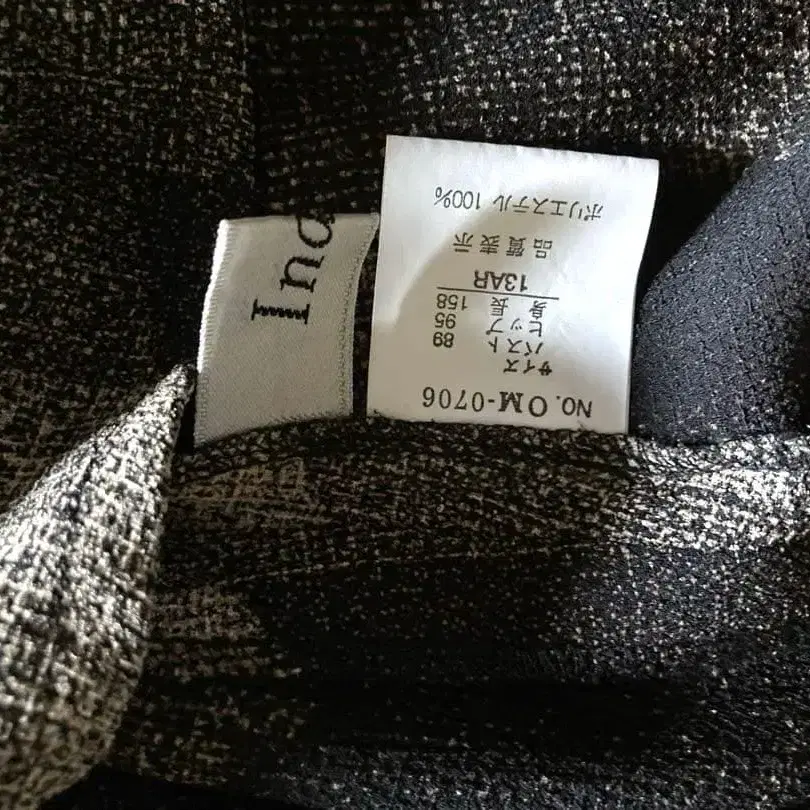 NO. OM-0706
サイズ
バスト 89
ヒップ 95
身長 158
13AR
品質表示
ポリエステル 100%